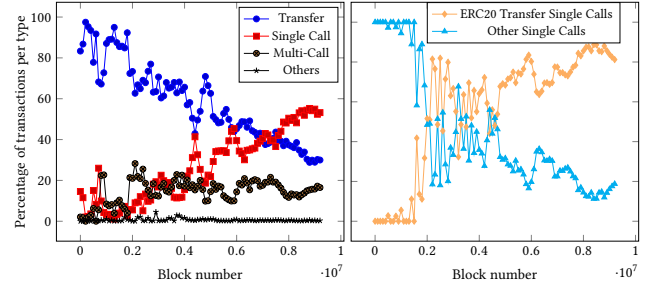 Percentage of transactions per type
100
80
60
40
20
0
Transfer
Single Call
Multi-Call
Others
0 0.2 0.4 0.6 0.8 1
·10⁷
Block number
ERC20 Transfer Single Calls
Other Single Calls
0 0.2 0.4 0.6 0.8 1
·10⁷
Block number